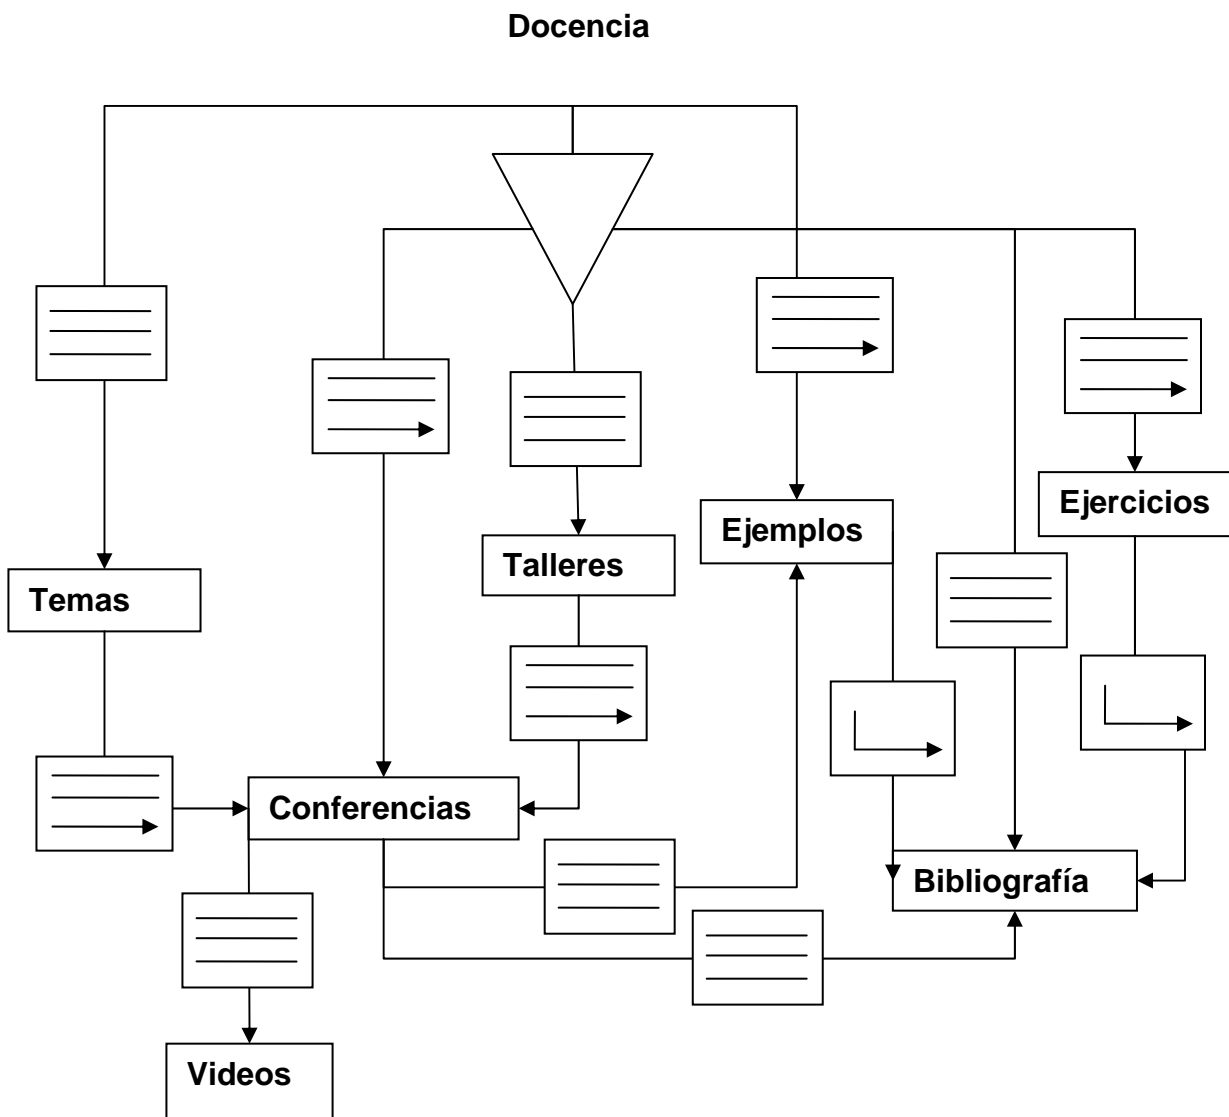 Docencia
Ejercicios
Ejemplos
Talleres
Temas
Conferencias
Bibliografía
Videos